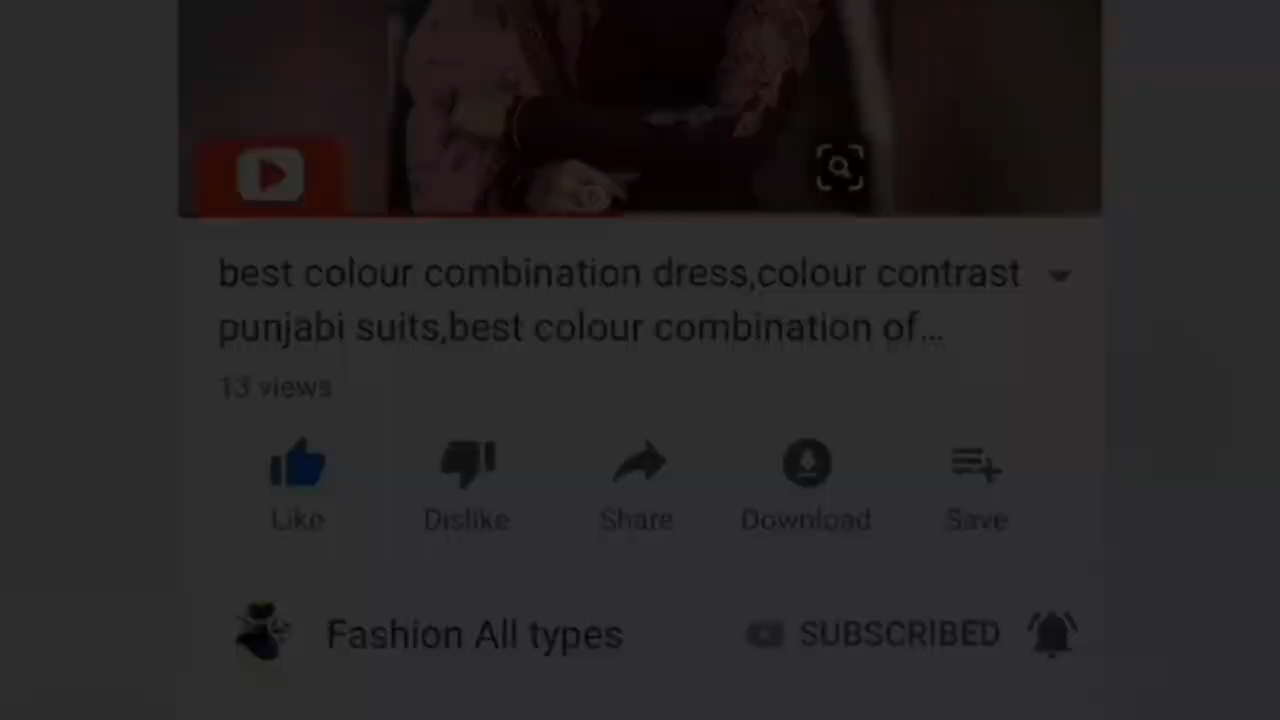 best colour combination dress,colour contrast
punjabi suits,best colour combination of...
13 views
Like Dislike Share Download Save
Fashion All types SUBSCRIBED